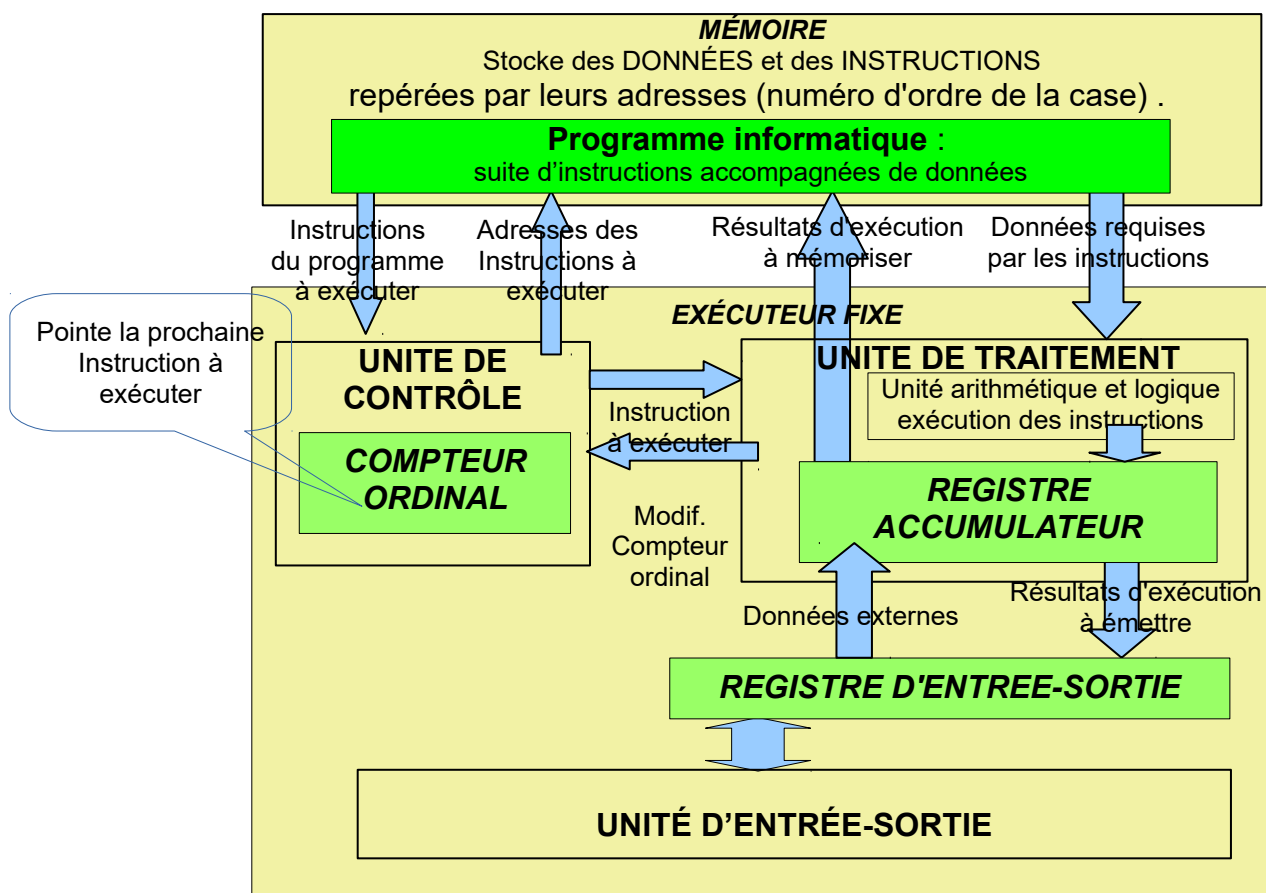 MÉMOIRE
Stocke des DONNÉES et des INSTRUCTIONS
repérées par leurs adresses (numéro d'ordre de la case) .
Programme informatique :
suite d'instructions accompagnées de données
Instructions
du programme
à exécuter
Adresses des
Instructions à
exécuter
Résultats d'exécution
à mémoriser
Données requises
par les instructions
Pointe la prochaine
Instruction à
exécuter
EXÉCUTEUR FIXE
UNITE DE
CONTRÔLE
COMPTEUR
ORDINAL
Instruction
à exécuter
Modif.
Compteur
ordinal
UNITE DE TRAITEMENT
Unité arithmétique et logique
exécution des instructions
REGISTRE
ACCUMULATEUR
Données externes
Résultats d'exécution
à émettre
REGISTRE D'ENTREE-SORTIE
UNITÉ D'ENTRÉE-SORTIE